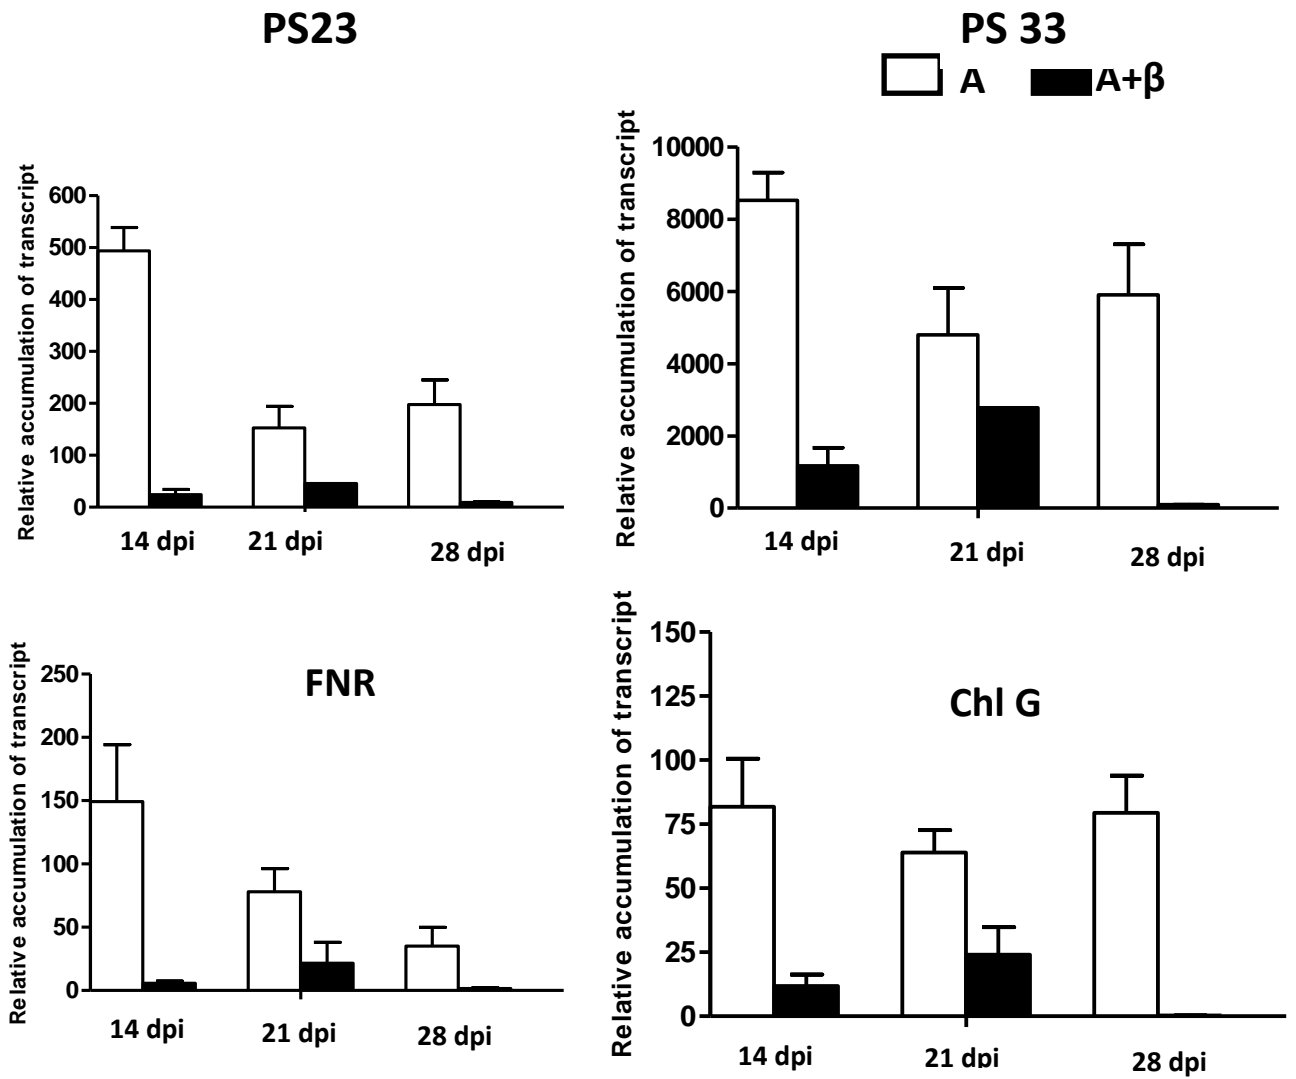 PS23
PS 33
A
A+β
Relative accumulation of transcript
600
500
400
300
200
100
0
14 dpi
21 dpi
28 dpi
Relative accumulation of transcript
10000
8000
6000
4000
2000
0
14 dpi
21 dpi
28 dpi
FNR
Relative accumulation of transcript
250
200
150
100
50
0
14 dpi
21 dpi
28 dpi
Chl G
Relative accumulation of transcript
150
125
100
75
50
25
0
14 dpi
21 dpi
28 dpi